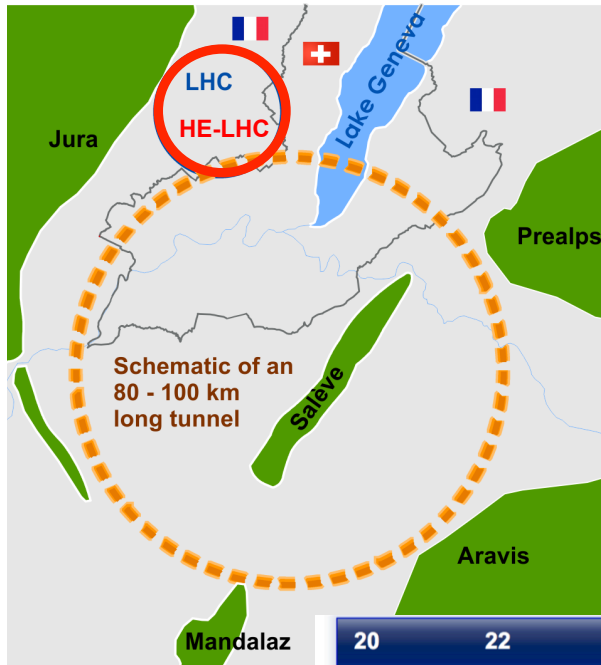 LHC
HE-LHC
Lake Geneva
Jura
Prealps
Schematic of an
80 - 100 km
long tunnel
Salève
Aravis
Mandalaz
20 22